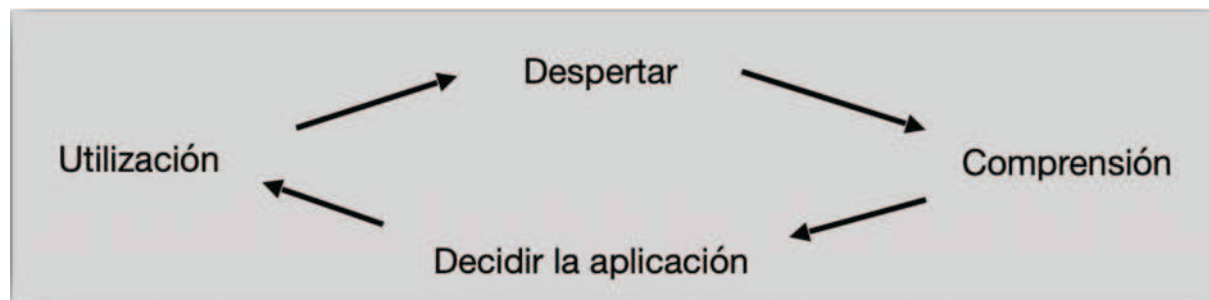 Despertar
Utilización
Comprensión
Decidir la aplicación